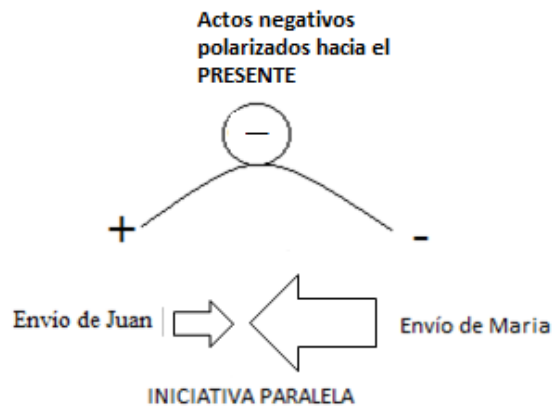 Actos negativos
polarizados hacia el
PRESENTE
—
+
-
Envio de Juan
Envío de Maria
INICIATIVA PARALELA